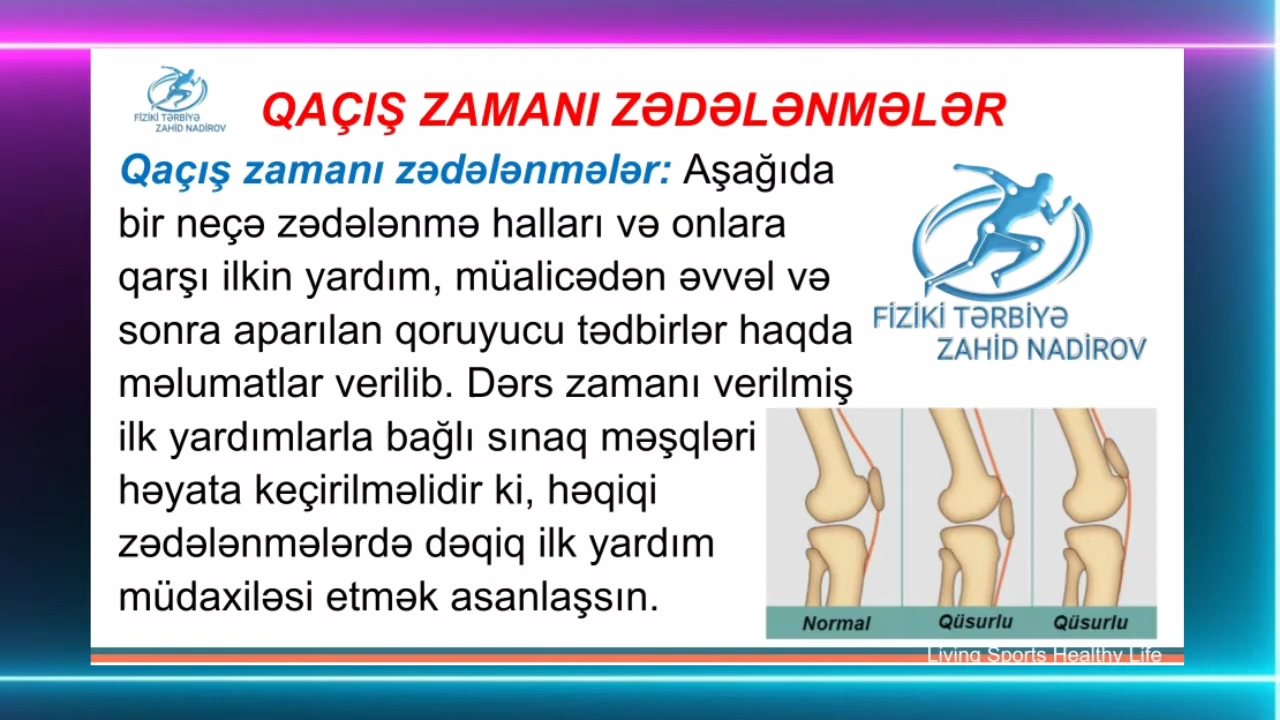 FİZİKİ TƏRBİYƏ
ZAHİD NADİROV
QAÇIŞ ZAMANI ZƏDƏLƏNMƏLƏR
Qaçış zamanı zədələnmələr: Aşağıda
bir neçə zədələnmə halları və onlara
qarşı ilkin yardım, müalicədən əvvəl və
sonra aparılan qoruyucu tədbirlər haqda
məlumatlar verilib. Dərs zamanı verilmiş
ilk yardımlarla bağlı sınaq məşqləri
həyata keçirilməlidir ki, həqiqi
zədələnmələrdə dəqiq ilk yardım
müdaxiləsi etmək asanlaşsın.
FİZİKİ TƏRBİYƏ
ZAHİD NADİROV
Normal
Qüsurlu
Qüsurlu
Living Sports Healthy Life